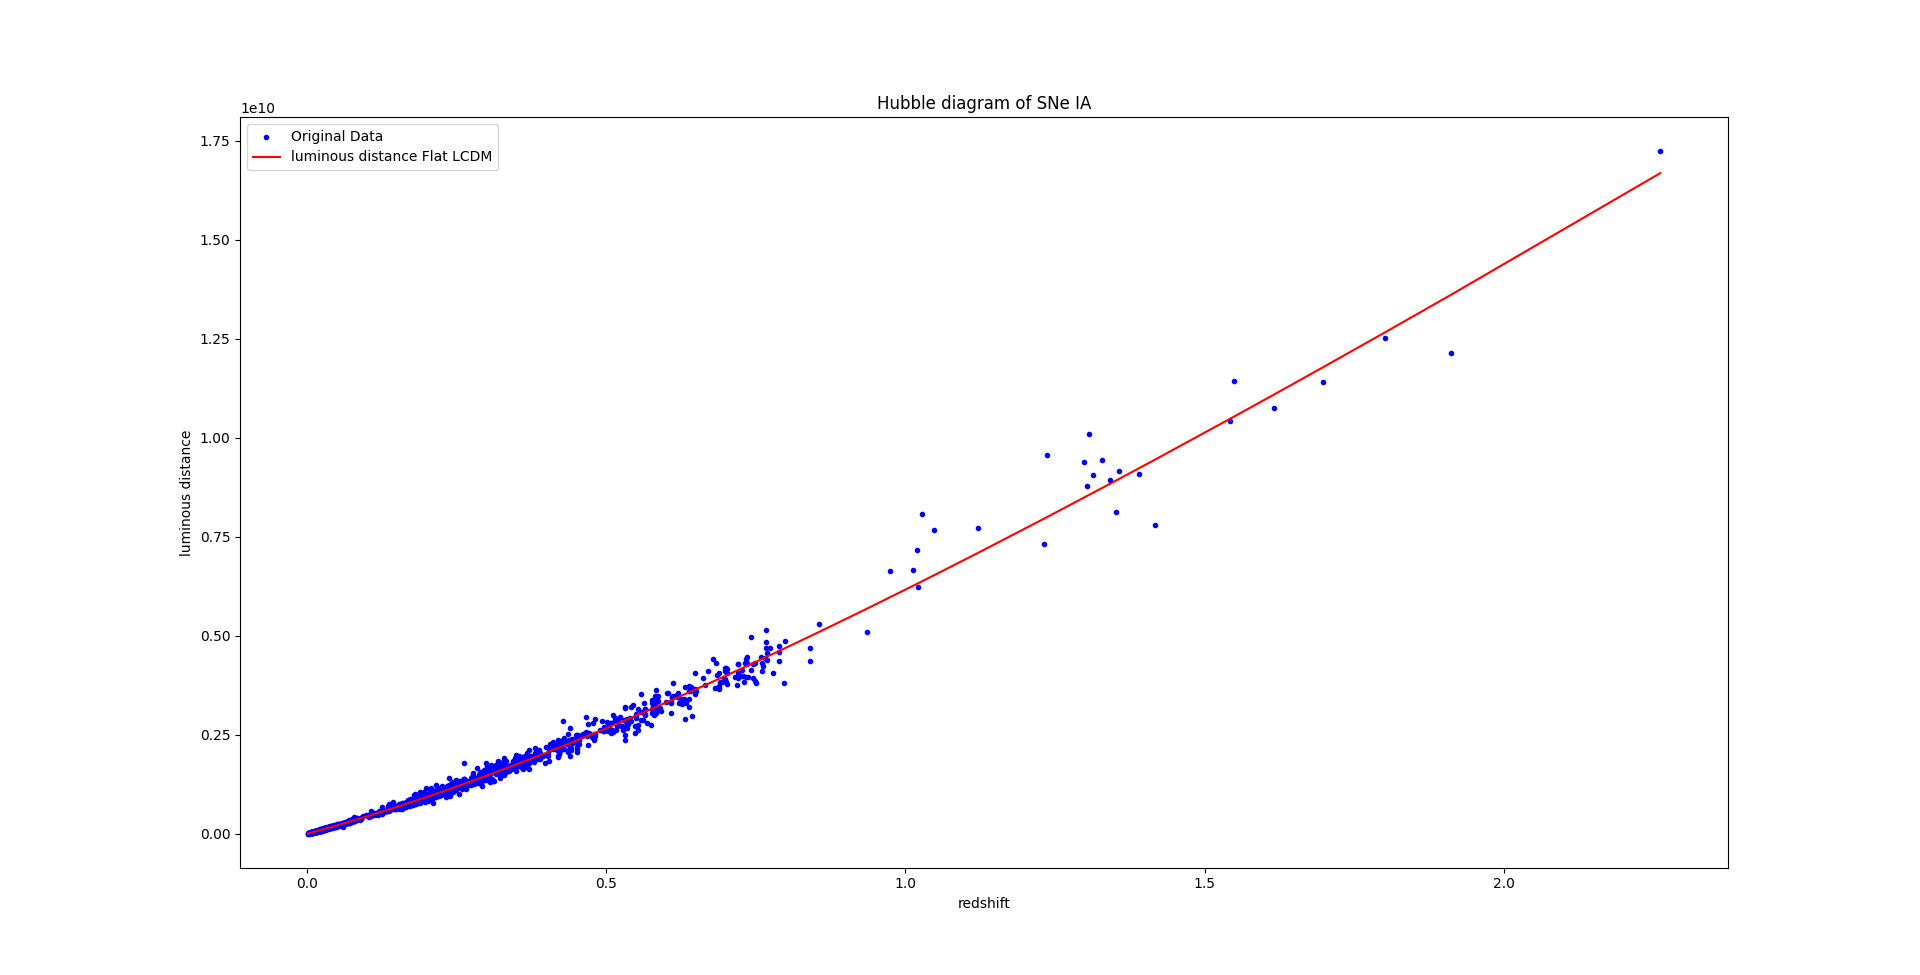 Hubble diagram of SNe IA
1e10
Original Data
luminous distance Flat LCDM
1.75
1.50
1.25
1.00
0.75
0.50
0.25
0.00
luminous distance
0.0 0.5 1.0 1.5 2.0
redshift